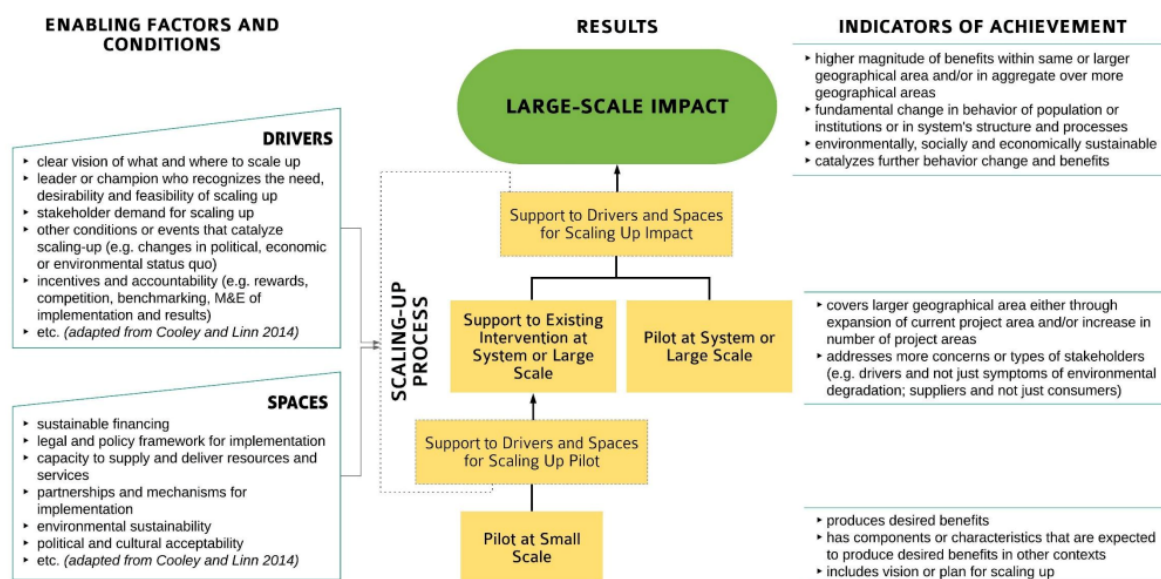 ENABLING FACTORS AND
CONDITIONS
DRIVERS
‣ clear vision of what and where to scale up
‣ leader or champion who recognizes the need,
desirability and feasibility of scaling up
‣ stakeholder demand for scaling up
‣ other conditions or events that catalyze
scaling-up (e.g. changes in political, economic
or environmental status quo)
‣ incentives and accountability (e.g. rewards,
competition, benchmarking, M&E of
implementation and results)
‣ etc. (adapted from Cooley and Linn 2014)
SPACES
‣ sustainable financing
‣ legal and policy framework for implementation
‣ capacity to supply and deliver resources and
services
‣ partnerships and mechanisms for
implementation
‣ environmental sustainability
‣ political and cultural acceptability
‣ etc. (adapted from Cooley and Linn 2014)
SCALING-UP
PROCESS
RESULTS
LARGE-SCALE IMPACT
Support to Drivers and Spaces
for Scaling Up Impact
Support to Existing
Intervention at
System or Large
Scale
Pilot at System or
Large Scale
Support to Drivers and Spaces
for Scaling Up Pilot
Pilot at Small
Scale
INDICATORS OF ACHIEVEMENT
‣ higher magnitude of benefits within same or larger
geographical area and/or in aggregate over more
geographical areas
‣ fundamental change in behavior of population or
institutions or in system's structure and processes
‣ environmentally, socially and economically sustainable
‣ catalyzes further behavior change and benefits
‣ covers larger geographical area either through
expansion of current project area and/or increase in
number of project areas
‣ addresses more concerns or types of stakeholders
(e.g. drivers and not just symptoms of environmental
degradation; suppliers and not just consumers)
‣ produces desired benefits
‣ has components or characteristics that are expected
to produce desired benefits in other contexts
‣ includes vision or plan for scaling up